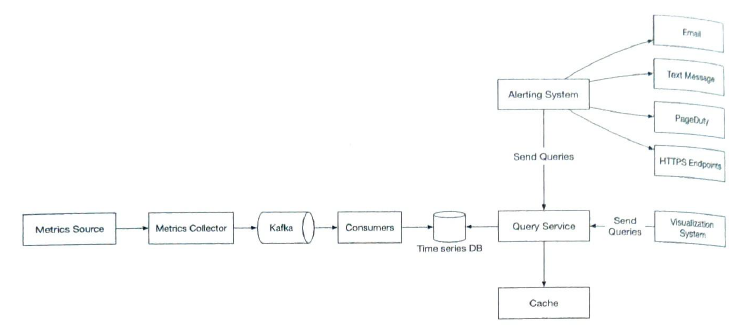 Email
Text Message
Alerting System
PageDuty
HTTPS Endpoints
Send Queries
Metrics Source
Metrics Collector
Kafka
Consumers
Time series DB
Query Service
Send
Queries
Visualization
System
Cache